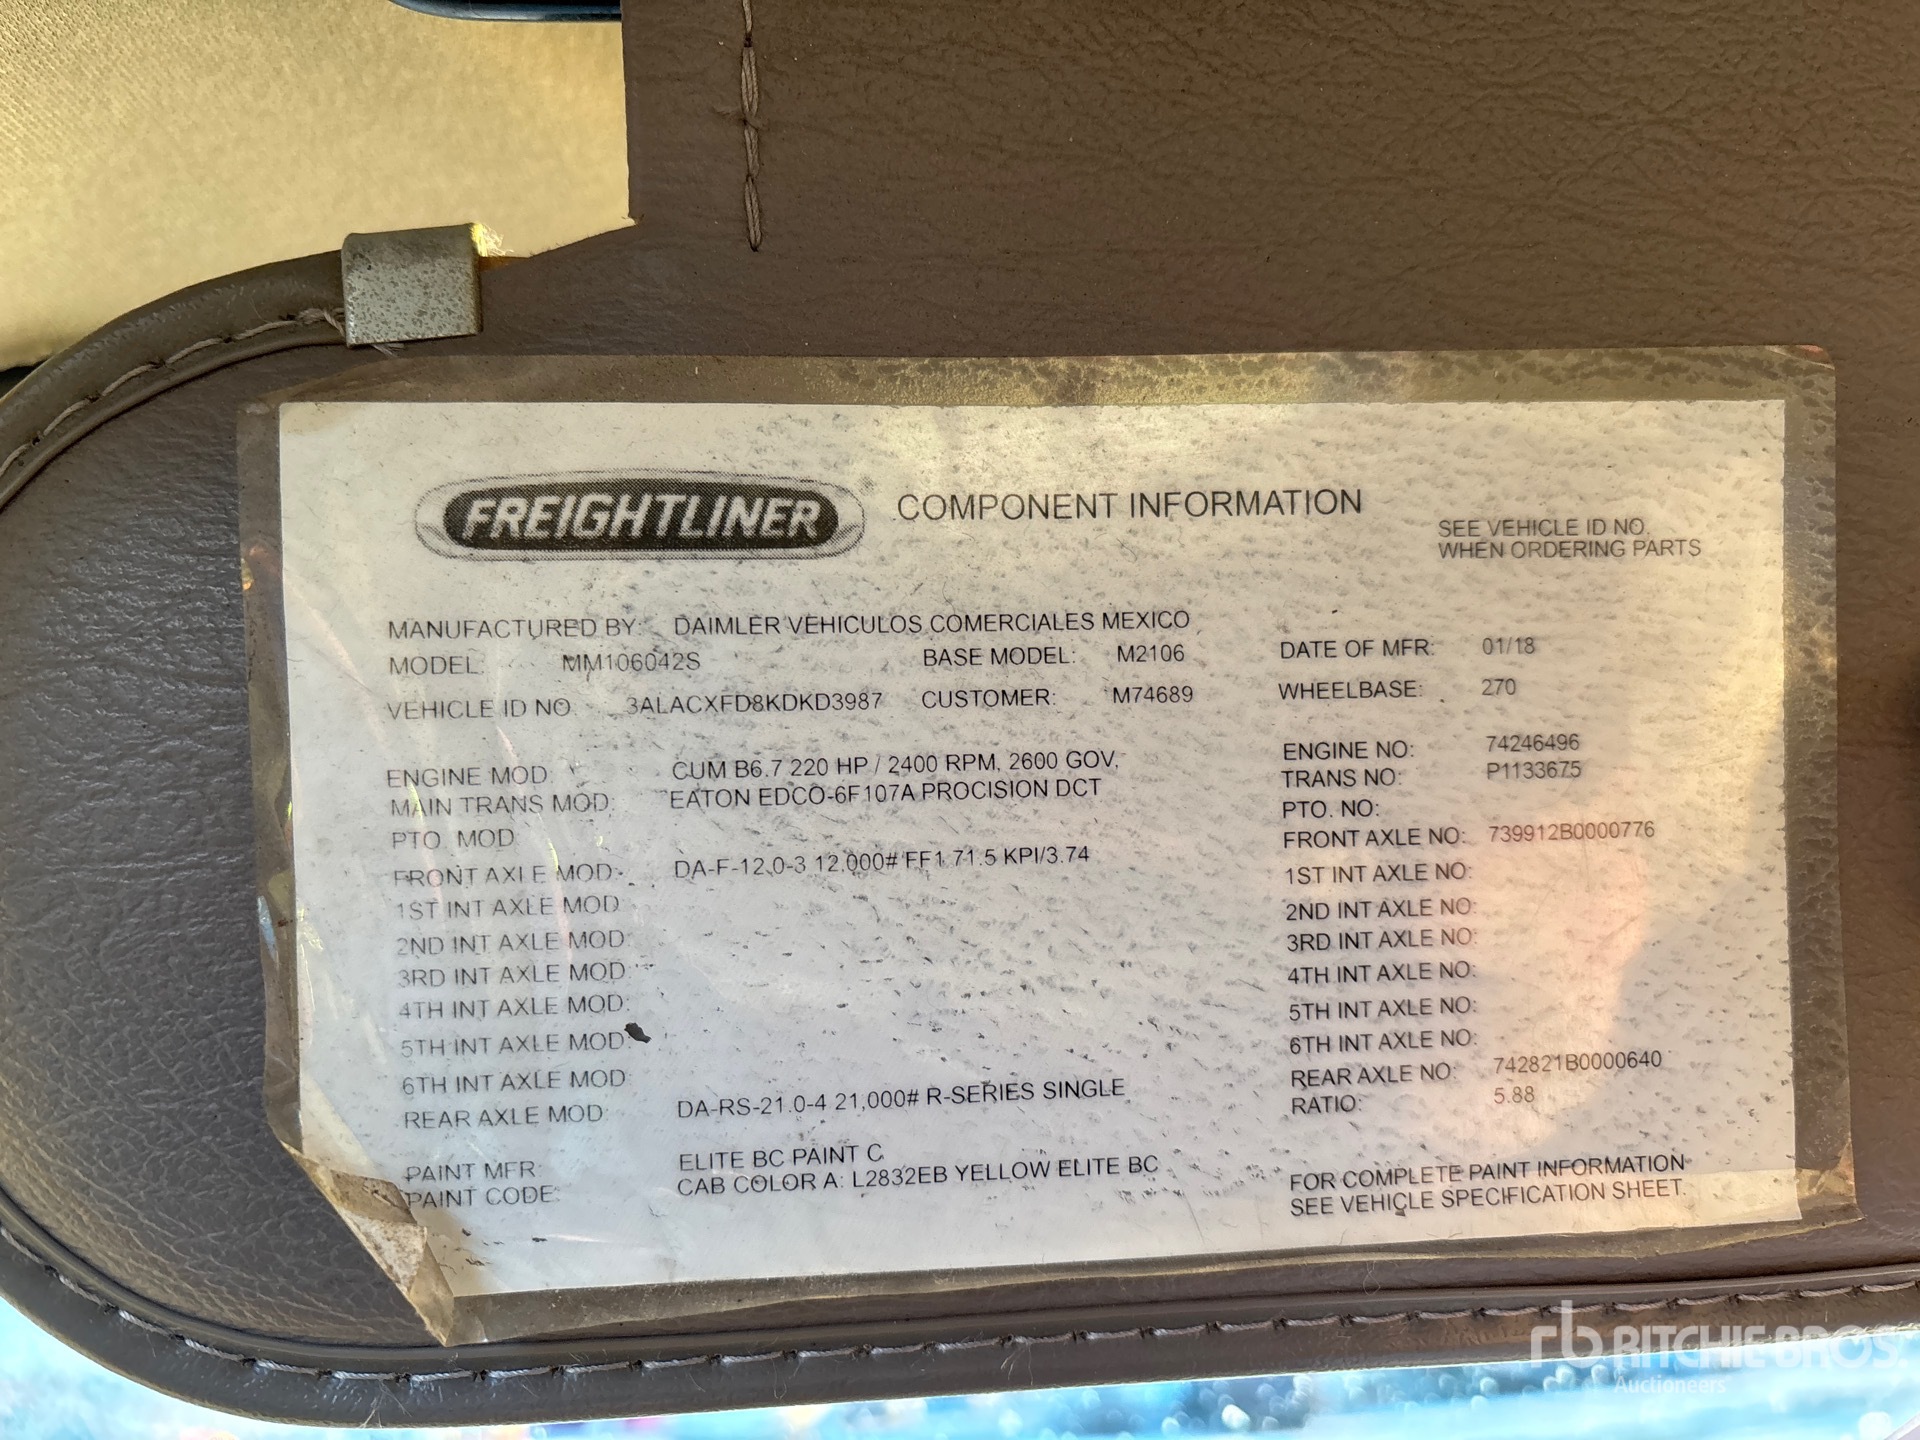 FREIGHTLINER COMPONENT INFORMATION
SEE VEHICLE ID NO.
WHEN ORDERING PARTS
MANUFACTURED BY: DAIMLER VEHICULOS COMERCIALES MEXICO
MODEL: MM106042S BASE MODEL: M2106 DATE OF MFR: 01/18
VEHICLE ID NO. 3ALACXFD8KDKD3987 CUSTOMER: M74689 WHEELBASE: 270
ENGINE MOD: CUM B6.7 220 HP / 2400 RPM, 2600 GOV, ENGINE NO: 74246496
MAIN TRANS MOD: EATON EDCO-6F107A PROCISION DCT TRANS NO: P1133675
PTO. MOD PTO. NO:
FRONT AXLE MOD: DA-F-12.0-3 12,000# FF1 71.5 KPI/3.74 FRONT AXLE NO: 739912B0000776
1ST INT AXLE MOD 1ST INT AXLE NO:
2ND INT AXLE MOD: 2ND INT AXLE NO:
3RD INT AXLE MOD: 3RD INT AXLE NO:
4TH INT AXLE MOD: 4TH INT AXLE NO:
5TH INT AXLE MOD: 5TH INT AXLE NO:
6TH INT AXLE MOD: 6TH INT AXLE NO:
REAR AXLE MOD: DA-RS-21.0-4 21,000# R-SERIES SINGLE REAR AXLE NO: 742821B0000640
RATIO: 5.88
PAINT MFR: ELITE BC PAINT C
PAINT CODE: CAB COLOR A: L2832EB YELLOW ELITE BC
FOR COMPLETE PAINT INFORMATION
SEE VEHICLE SPECIFICATION SHEET.
rb RITCHIE BROS.
Auctioneers